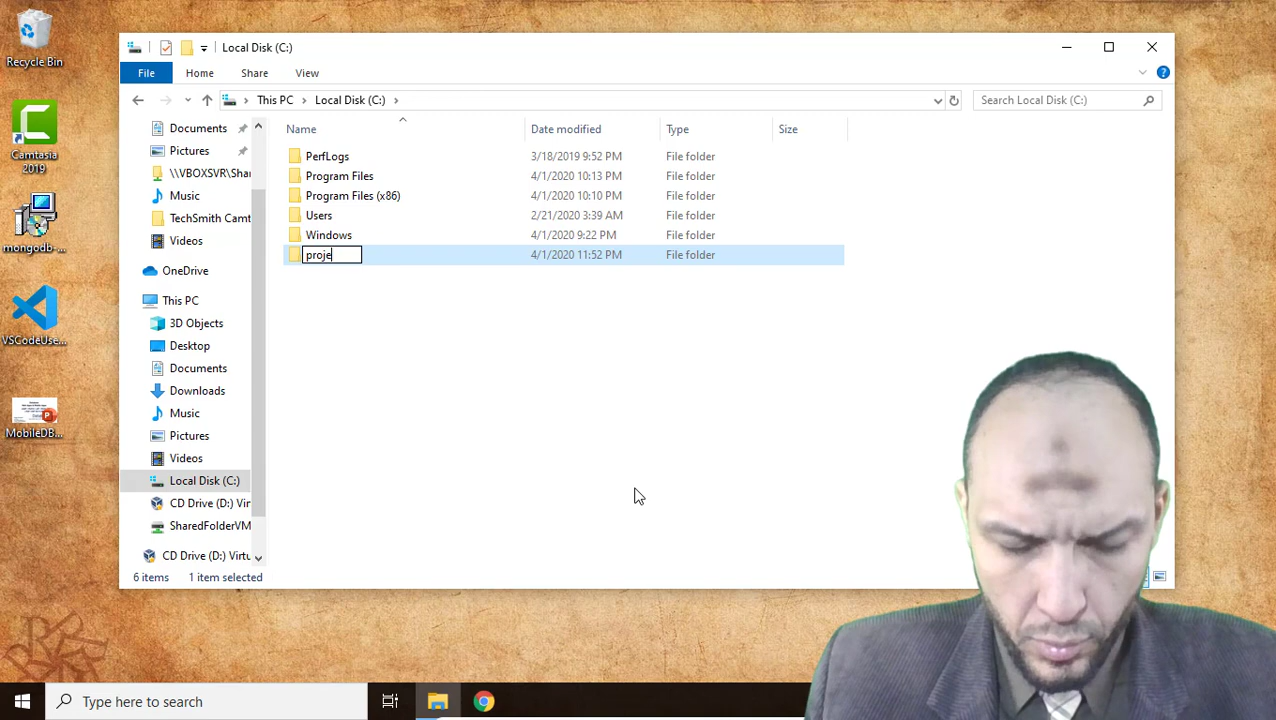 Recycle Bin
Camtasia
2019
mongodb-...
VSCodeUse...
MobileDB...
Local Disk (C:)
File
Home
Share
View
This PC
Local Disk (C:)
Search Local Disk (C:)
Name
Date modified
Type
Size
PerfLogs
3/18/2019 9:52 PM
File folder
Program Files
4/1/2020 10:13 PM
File folder
Program Files (x86)
4/1/2020 10:10 PM
File folder
Users
2/21/2020 3:39 AM
File folder
Windows
4/1/2020 9:22 PM
File folder
proje
4/1/2020 11:52 PM
File folder
Documents
Pictures
\\VBOXSVR\Shar
Music
TechSmith Camt
Videos
OneDrive
This PC
3D Objects
Desktop
Documents
Downloads
Music
Pictures
Videos
Local Disk (C:)
CD Drive (D:) Vir
SharedFolderVM
CD Drive (D:) Virtu
6 items
1 item selected
Type here to search